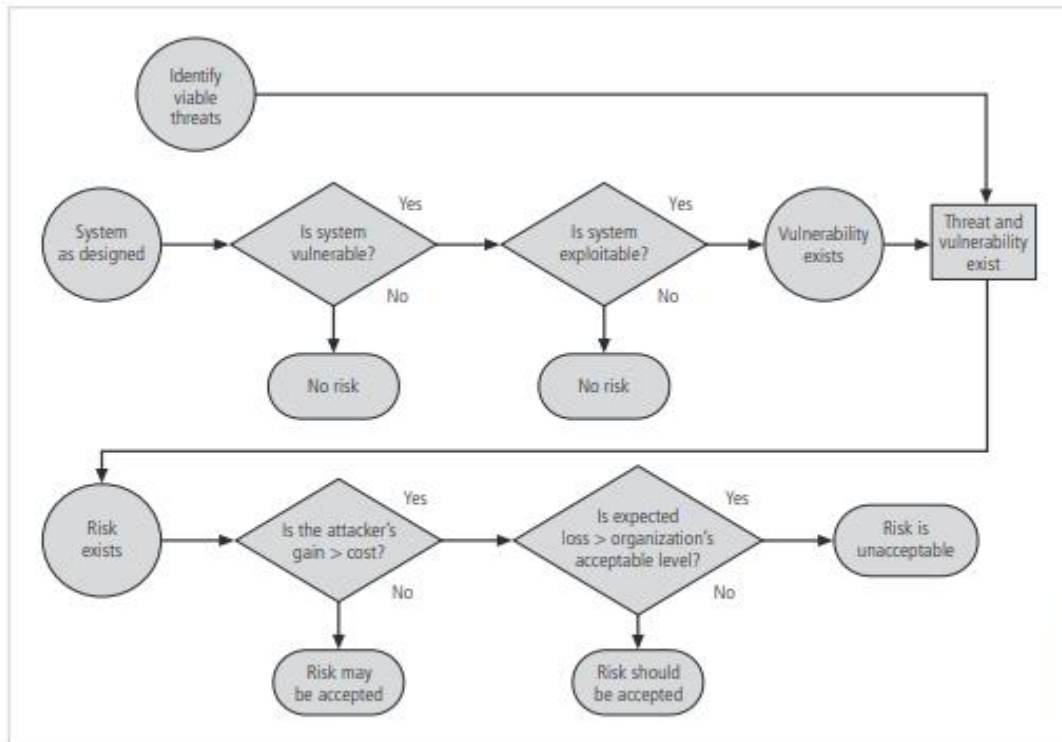 Identify
viable
threats
System
as designed
Is system
vulnerable?
Yes
No
No risk
Is system
exploitable?
Yes
No
No risk
Vulnerability
exists
Threat and
vulnerability
exist
Risk
exists
Is the attacker's
gain > cost?
Yes
No
Risk may
be accepted
Is expected
loss > organization's
acceptable level?
Yes
No
Risk should
be accepted
Risk is
unacceptable